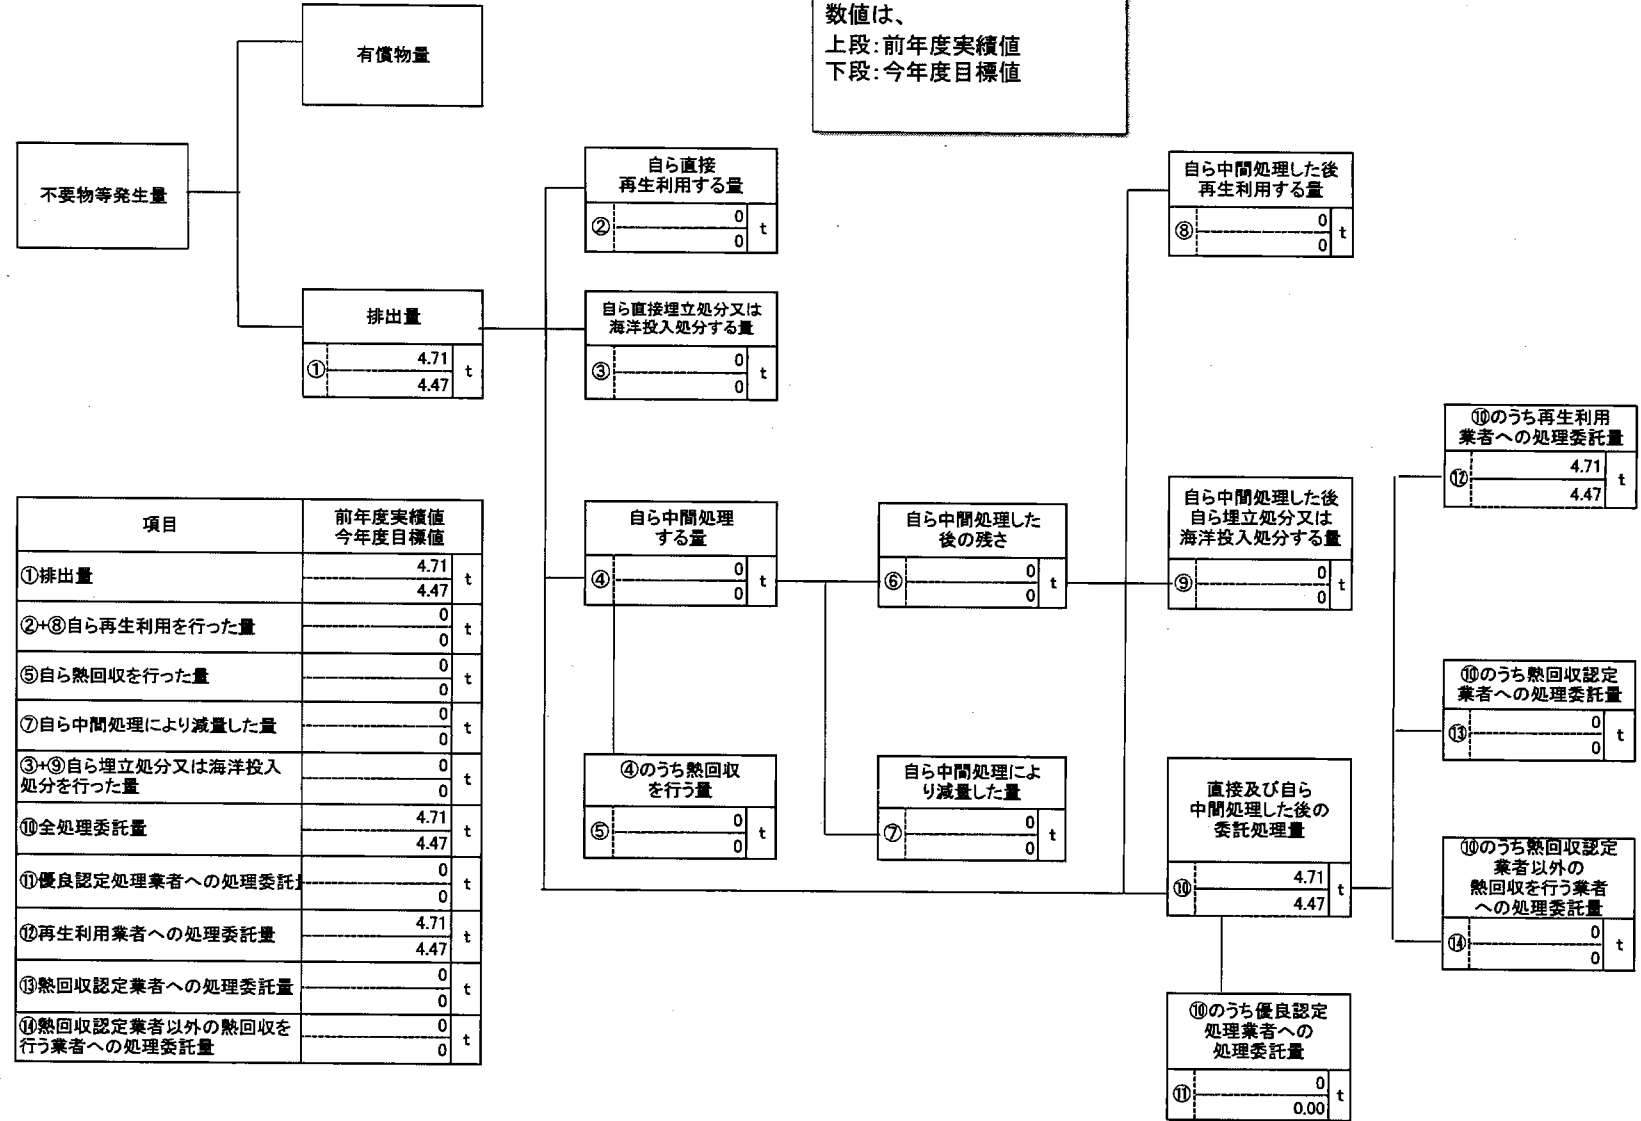 数値は、
上段:前年度実績値
下段:今年度目標値
有償物量
不要物等発生量
排出量
①
4.71
4.47
t
自ら直接
再生利用する量
②
0
0
t
自ら直接埋立処分又は
海洋投入処分する量
③
0
0
t
自ら中間処理
する量
④
0
0
t
④のうち熱回収
を行う量
⑤
0
0
t
自ら中間処理した
後の残さ
⑥
0
0
t
自ら中間処理によ
り減量した量
⑦
0
0
t
自ら中間処理した後
再生利用する量
⑧
0
0
t
自ら中間処理した後
自ら埋立処分又は
海洋投入処分する量
⑨
0
0
t
直接及び自ら
中間処理した後の
委託処理量
⑩
4.71
4.47
t
⑩のうち優良認定
処理業者への
処理委託量
⑪
0
0.00
t
⑩のうち再生利用
業者への処理委託量
⑫
4.71
4.47
t
⑩のうち熱回収認定
業者への処理委託量
⑬
0
0
t
⑩のうち熱回収認定
業者以外の
熱回収を行う業者
への処理委託量
⑭
0
0
t
項目
前年度実績値
今年度目標値
①排出量
4.71
4.47
t
②+⑧自ら再生利用を行った量
0
0
t
⑤自ら熱回収を行った量
0
0
t
⑦自ら中間処理により減量した量
0
0
t
③+⑨自ら埋立処分又は海洋投入
処分を行った量
0
0
t
⑩全処理委託量
4.71
4.47
t
⑪優良認定処理業者への処理委託
0
0
t
⑫再生利用業者への処理委託量
4.71
4.47
t
⑬熱回収認定業者への処理委託量
0
0
t
⑭熱回収認定業者以外の熱回収を
行う業者への処理委託量
0
0
t